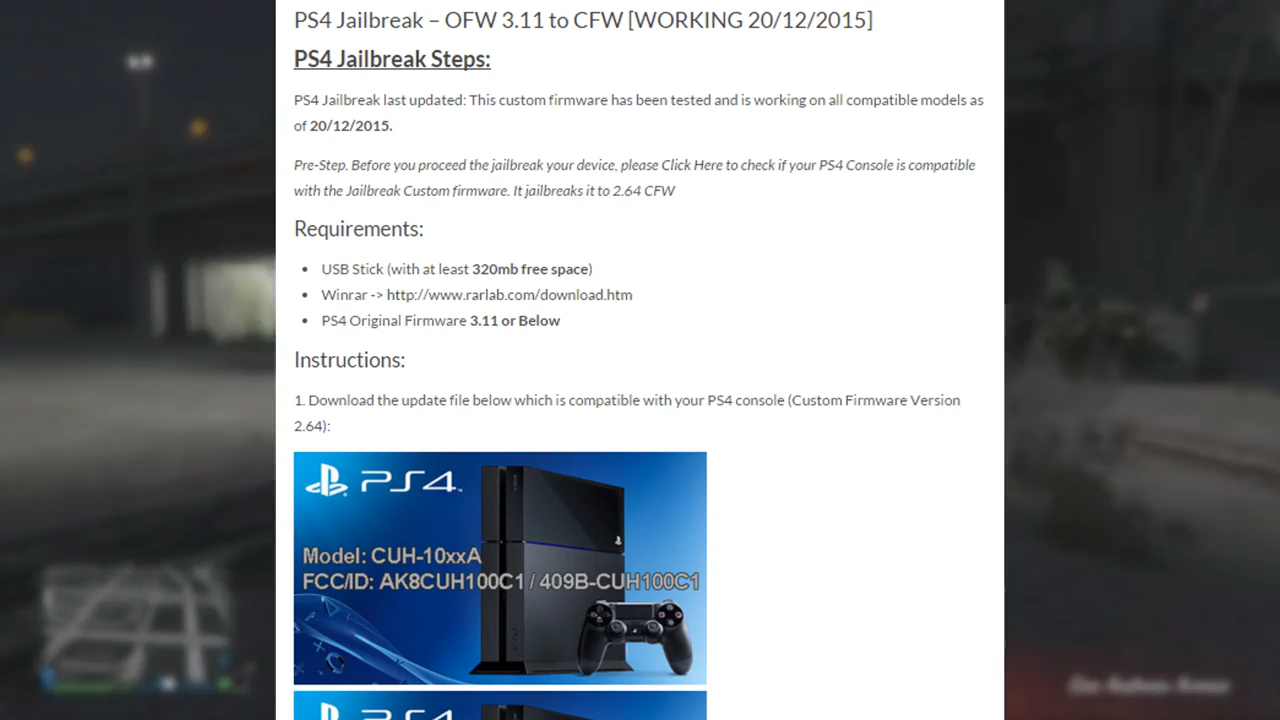 PS4 Jailbreak – OFW 3.11 to CFW [WORKING 20/12/2015]
PS4 Jailbreak Steps:
PS4 Jailbreak last updated: This custom firmware has been tested and is working on all compatible models as
of 20/12/2015.
Pre-Step. Before you proceed the jailbreak your device, please Click Here to check if your PS4 Console is compatible
with the Jailbreak Custom firmware. It jailbreaks it to 2.64 CFW
Requirements:
• USB Stick (with at least 320mb free space)
• Winrar -> http://www.rarlab.com/download.htm
• PS4 Original Firmware 3.11 or Below
Instructions:
1. Download the update file below which is compatible with your PS4 console (Custom Firmware Version
2.64):
PS4™
Model: CUH-10xxA
FCC/ID: AK8CUH100C1 / 409B-CUH100C1